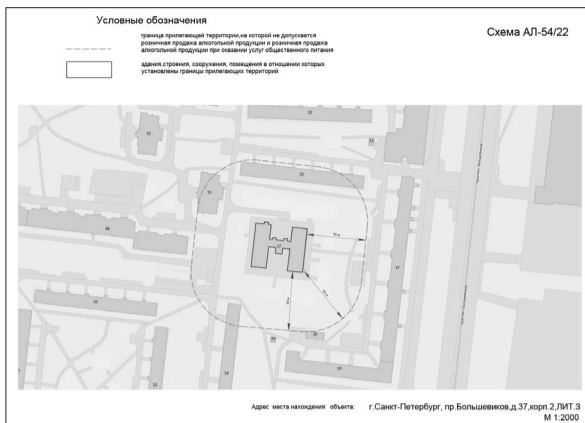 Условные обозначения
Схема АЛ-54/22
граница прилегающей территории,на которой не допускается
розничная продажа алкогольной продукции и розничная продажа
алкогольной продукции при оказании услуг общественного питания
здания,строения, сооружения, помещения в отношении которых
установлены границы прилегающих территорий
Адрес места нахождения объекта: г.Санкт-Петербург, пр.Большевиков,д.37,корп.2,ЛИТ.З
М 1:2000